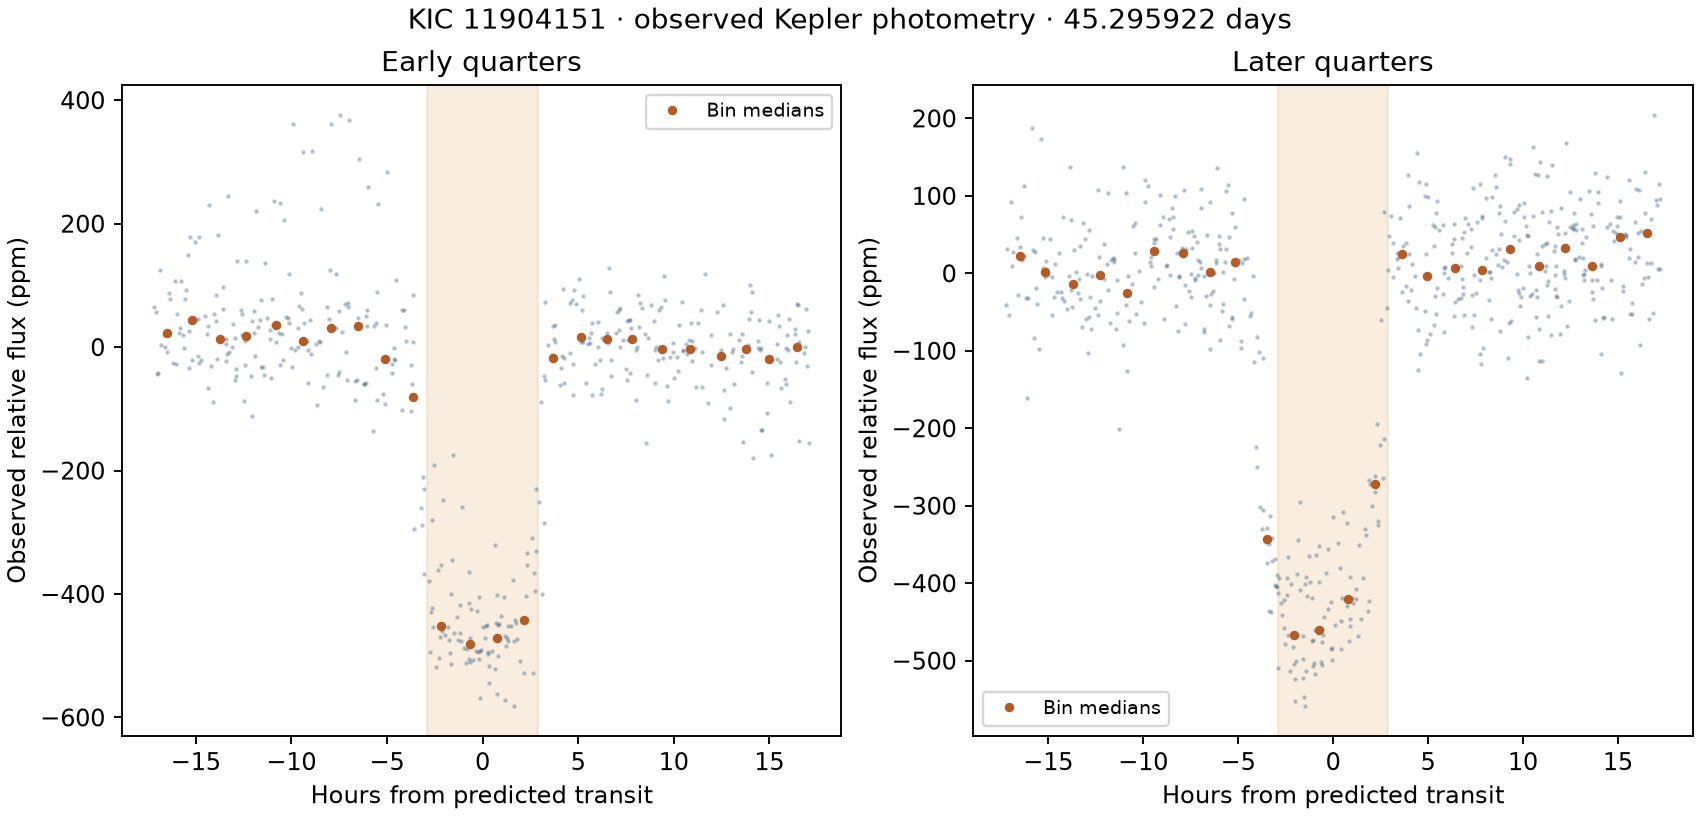 KIC 11904151 · observed Kepler photometry · 45.295922 days
Early quarters
400
200
0
−200
−400
−600
Observed relative flux (ppm)
Bin medians
−15 −10 −5 0 5 10 15
Hours from predicted transit
Later quarters
200
100
0
−100
−200
−300
−400
−500
Observed relative flux (ppm)
Bin medians
−15 −10 −5 0 5 10 15
Hours from predicted transit